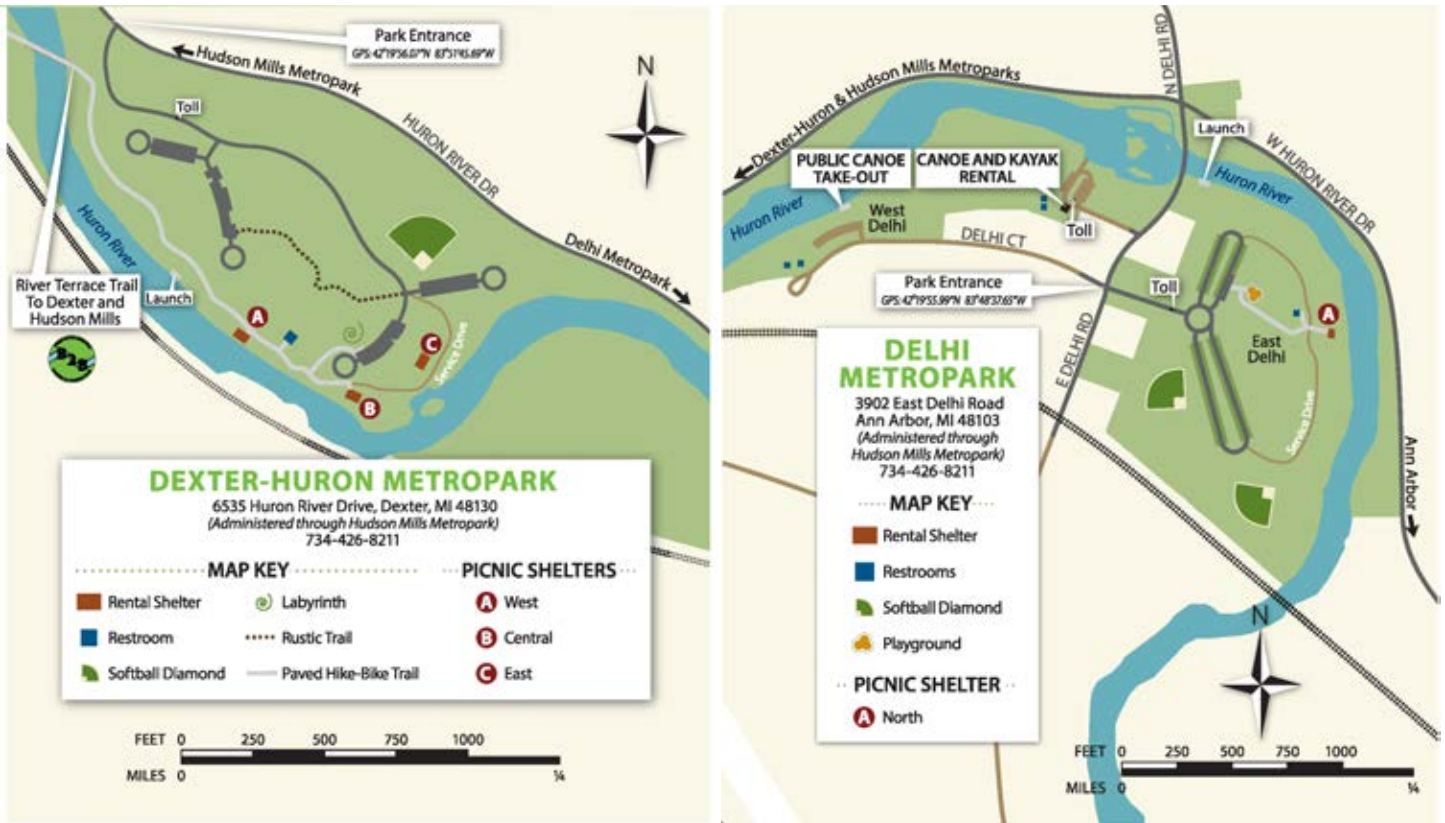 Park Entrance
GPS: 42°19'56.07"N 83°51'45.69"W
Hudson Mills Metropark
HURON RIVER DR
Toll
N
Delhi Metropark
Huron River
River Terrace Trail
To Dexter and
Hudson Mills
Launch
B2B
A
C
B
Service Drive
DEXTER-HURON METROPARK
6535 Huron River Drive, Dexter, MI 48130
(Administered through Hudson Mills Metropark)
734-426-8211
MAP KEY
Rental Shelter
Labyrinth
Restroom
Rustic Trail
Softball Diamond
Paved Hike-Bike Trail
PICNIC SHELTERS
A West
B Central
C East
FEET 0 250 500 750 1000
MILES 0 ¼
Dexter-Huron & Hudson Mills Metroparks
N DELHI RD
Launch
W HURON RIVER DR
PUBLIC CANOE
TAKE-OUT
CANOE AND KAYAK
RENTAL
Huron River
Huron River
West
Delhi
Toll
DELHI CT
Park Entrance
GPS: 42°19'55.99"N 83°48'37.65"W
Toll
A
East
Delhi
E DELHI RD
Service Drive
Ann Arbor
DELHI
METROPARK
3902 East Delhi Road
Ann Arbor, MI 48103
(Administered through
Hudson Mills Metropark)
734-426-8211
MAP KEY
Rental Shelter
Restrooms
Softball Diamond
Playground
PICNIC SHELTER
A North
N
FEET 0 250 500 750 1000
MILES 0 ¼